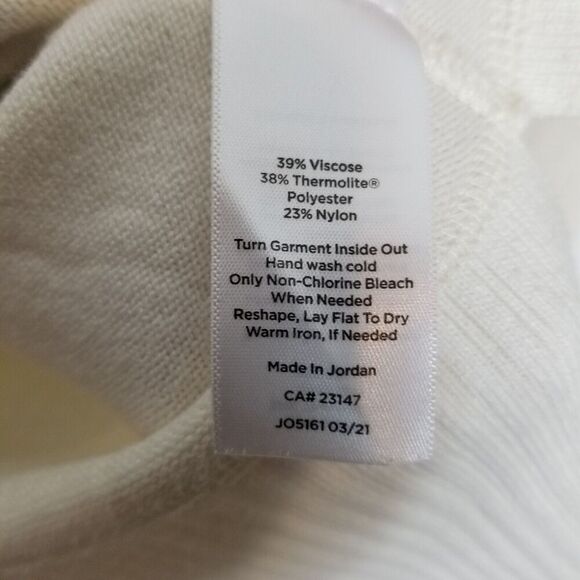 39% Viscose
38% Thermolite®
Polyester
23% Nylon
Turn Garment Inside Out
Hand wash cold
Only Non-Chlorine Bleach
When Needed
Reshape, Lay Flat To Dry
Warm Iron, If Needed
Made In Jordan
CA# 23147
JO5161 03/21